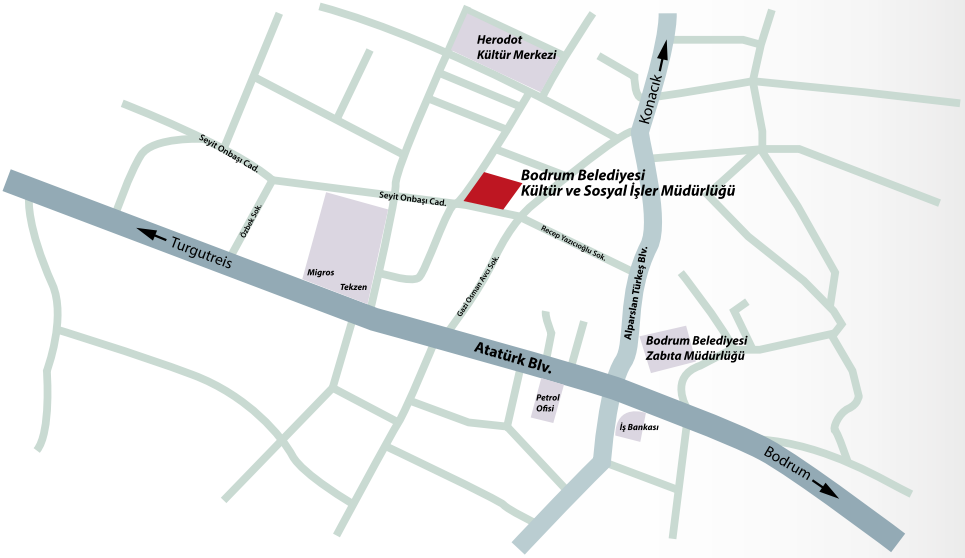 Herodot
Kültür Merkezi
Konacık
Seyit Onbaşı Cad.
Bodrum Belediyesi
Kültür ve Sosyal İşler Müdürlüğü
Seyit Onbaşı Cad.
Özbek Sok.
Recep Yazıcıoğlu Sok.
Turgutreis
Migros
Tekzen
Gazi Osman Avcı Sok.
Alparslan Türkeş Blv.
Bodrum Belediyesi
Zabıta Müdürlüğü
Atatürk Blv.
Petrol
Ofisi
İş Bankası
Bodrum